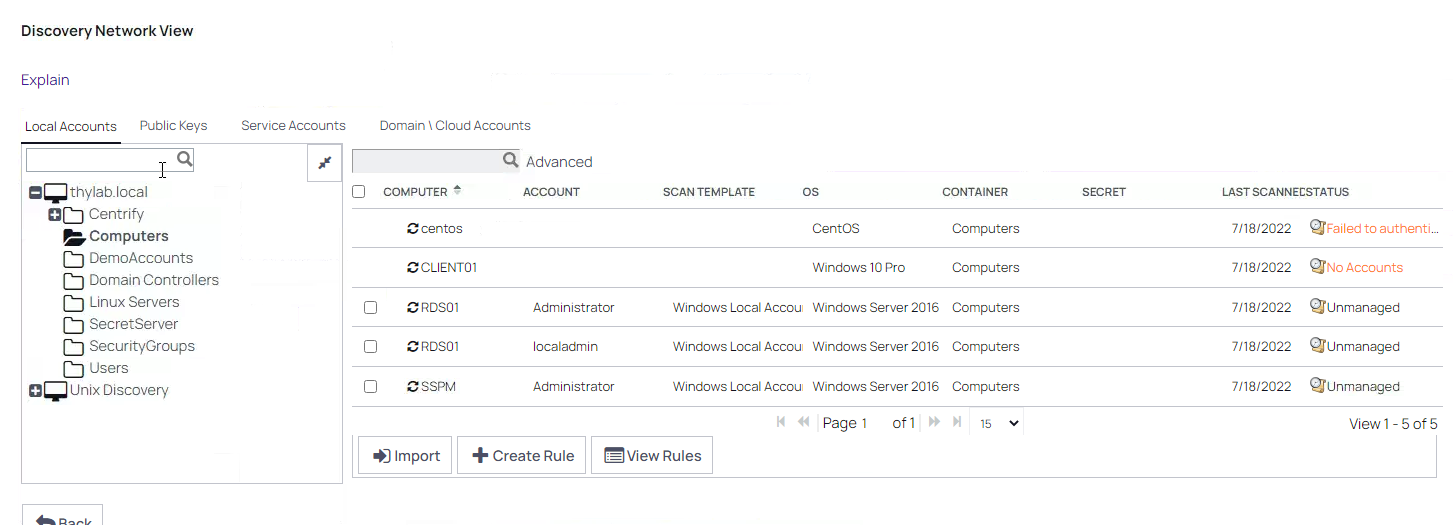 Discovery Network View
Explain
Local Accounts Public Keys Service Accounts Domain \ Cloud Accounts
Advanced
thylab.local
Centrify
Computers
DemoAccounts
Domain Controllers
Linux Servers
SecretServer
SecurityGroups
Users
Unix Discovery
COMPUTER ACCOUNT SCAN TEMPLATE OS CONTAINER SECRET LAST SCANNED STATUS
centos CentOS Computers 7/18/2022 Failed to authenti...
CLIENT01 Windows 10 Pro Computers 7/18/2022 No Accounts
RDS01 Administrator Windows Local Accou Windows Server 2016 Computers 7/18/2022 Unmanaged
RDS01 localadmin Windows Local Accou Windows Server 2016 Computers 7/18/2022 Unmanaged
SSPM Administrator Windows Local Accou Windows Server 2016 Computers 7/18/2022 Unmanaged
Page 1 of 1 15 View 1 - 5 of 5
Import Create Rule View Rules
Back